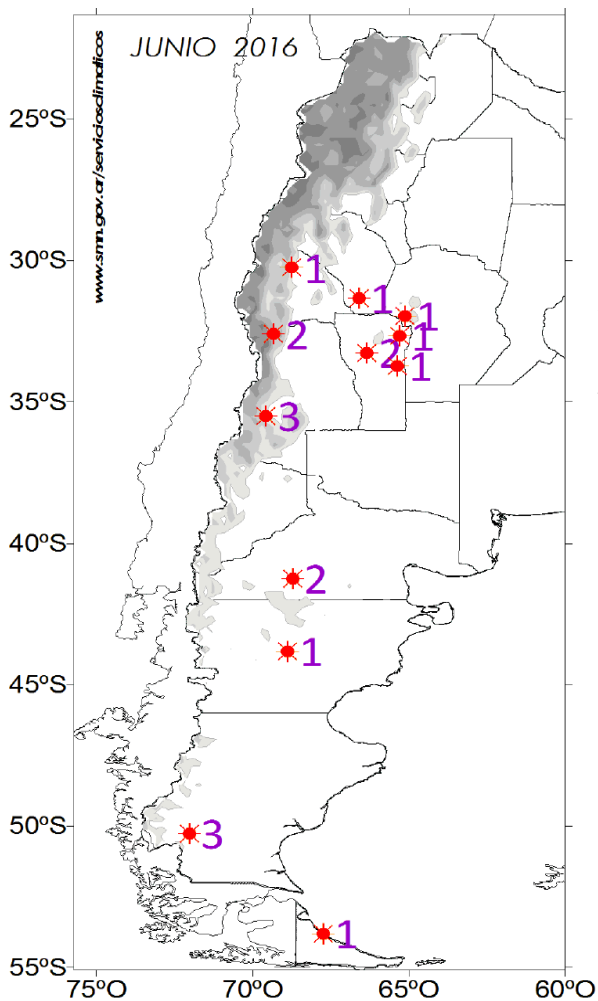 JUNIO 2016
www.smn.gov.ar/serviciosclimaticos
25ºS
30ºS
1
1
1
2
1
2
1
35ºS
3
40ºS
2
1
45ºS
50ºS
3
1
55ºS
75ºO
70ºO
65ºO
60ºO